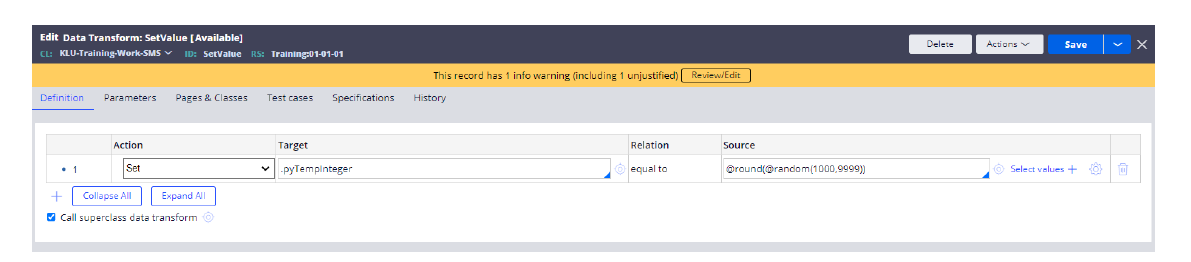 Edit Data Transform: SetValue [Available]
CL: KLU-Training-Work-SMS ID: SetValue RS: Training:01-01-01
Delete Actions Save
This record has 1 info warning (including 1 unjustified) Review/Edit
Definition Parameters Pages & Classes Test cases Specifications History
Action Target Relation Source
1 Set .pyTempInteger equal to @round(@random(1000,9999)) Select values
Collapse All Expand All
Call superclass data transform